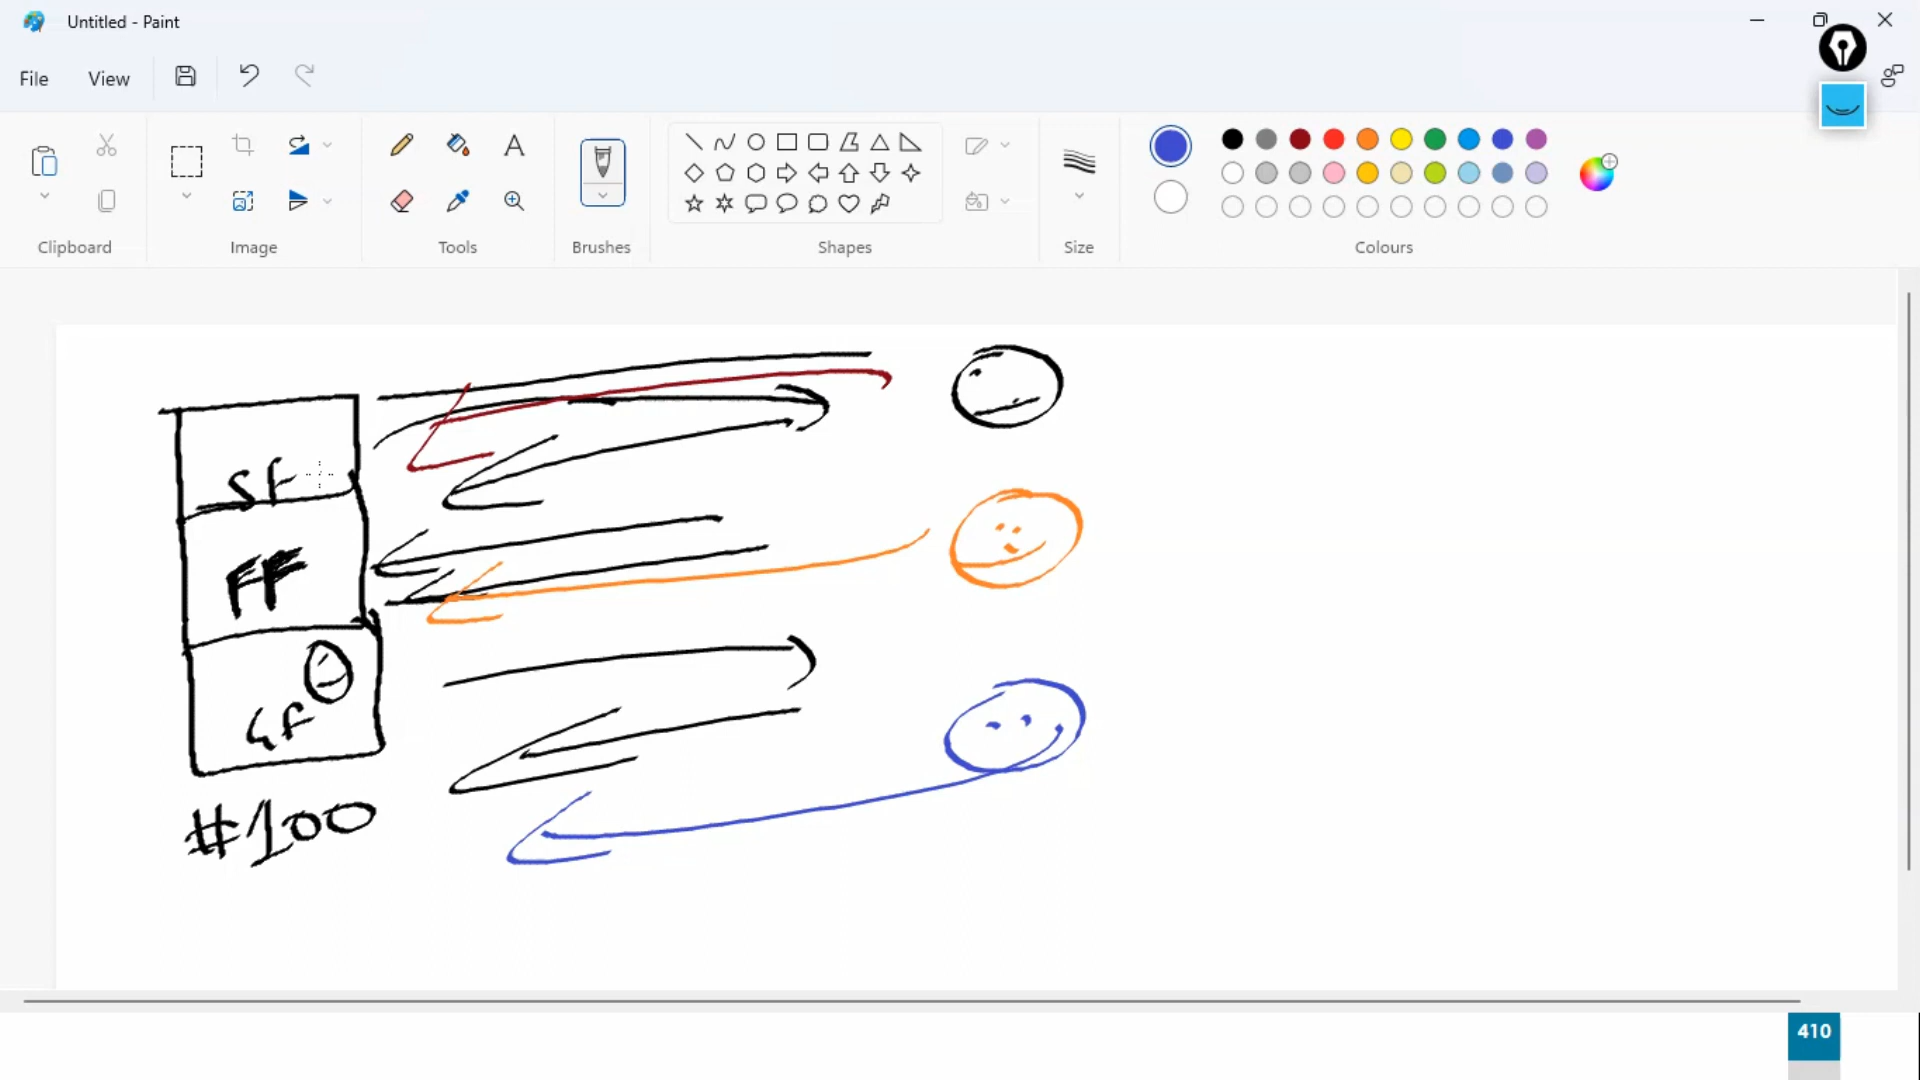 Untitled - Paint
File View
Clipboard Image Tools Brushes Shapes Size Colours
SF
FF
GF
#100
410